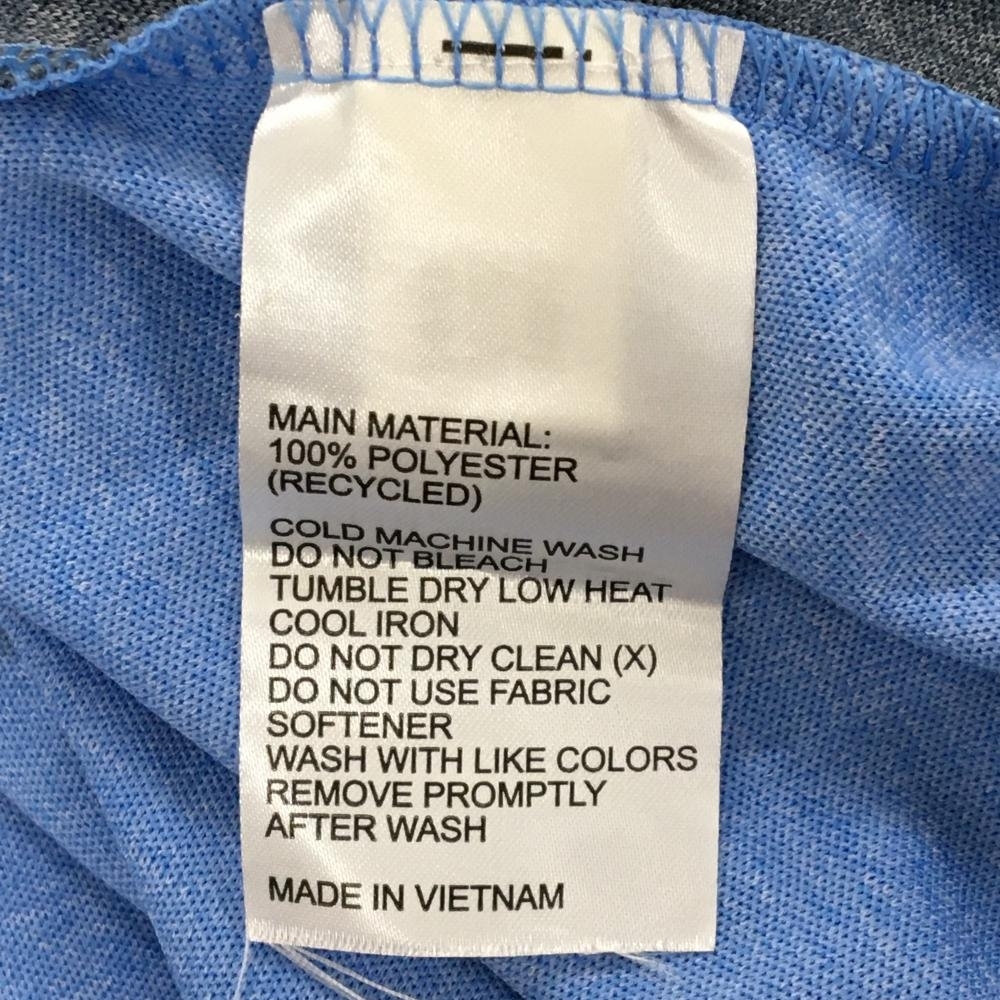 MAIN MATERIAL:
100% POLYESTER
(RECYCLED)
COLD MACHINE WASH
DO NOT BLEACH
TUMBLE DRY LOW HEAT
COOL IRON
DO NOT DRY CLEAN (X)
DO NOT USE FABRIC
SOFTENER
WASH WITH LIKE COLORS
REMOVE PROMPTLY
AFTER WASH
MADE IN VIETNAM